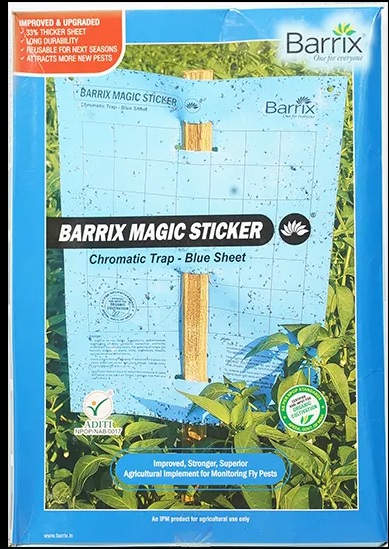 IMPROVED & UPGRADED
✓ 33% THICKER SHEET
✓ LONG DURABILITY
✓ REUSABLE FOR NEXT SEASONS
✓ ATTRACTS MORE NEW PESTS
Barrix
One for everyone
BARRIX MAGIC STICKER
Chromatic Trap - Blue Sheet
Barrix
One for everyone
BARRIX MAGIC STICKER
Chromatic Trap - Blue Sheet
ADITI
NPOP/NAB/0017
ORGANIC
CULTIVATION
Improved, Stronger, Superior
Agricultural Implement for Monitoring Fly Pests
An IPM product for agricultural use only
www.barrix.in